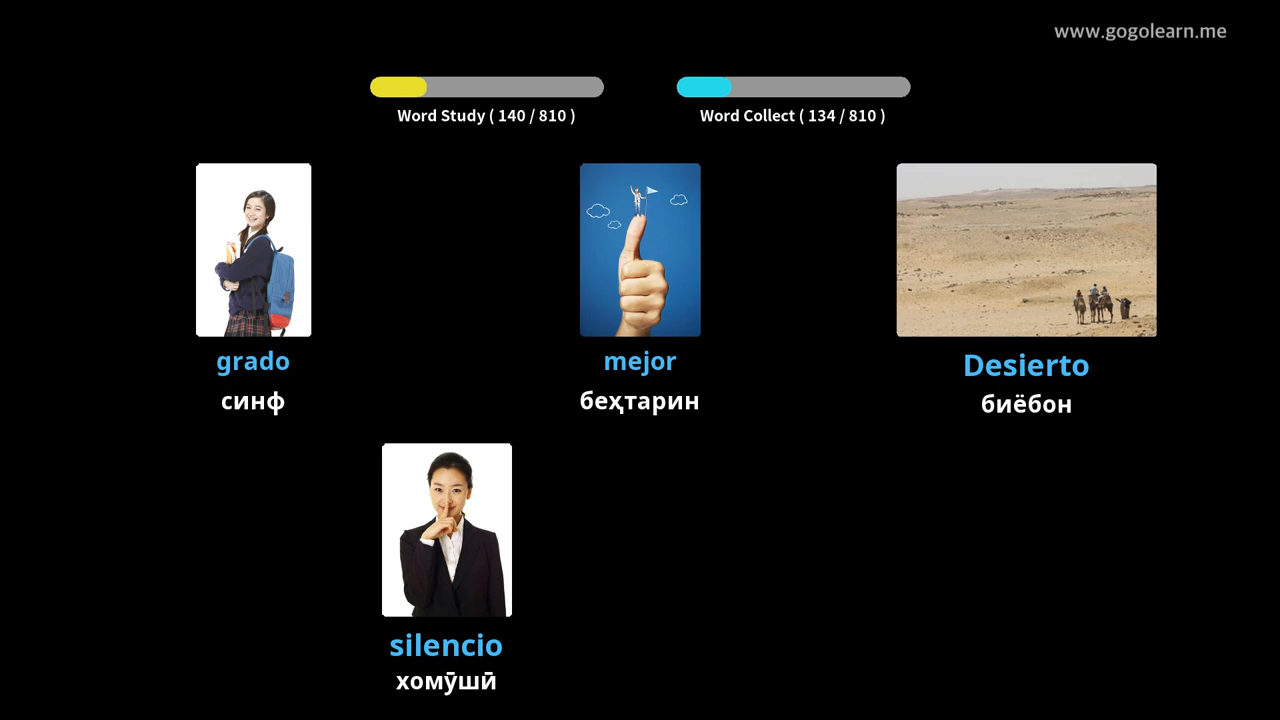 www.gogolearn.me
Word Study ( 140 / 810 )
Word Collect ( 134 / 810 )
grado
синф
mejor
беҳтарин
Desierto
биёбон
silencio
хомӯшӣ